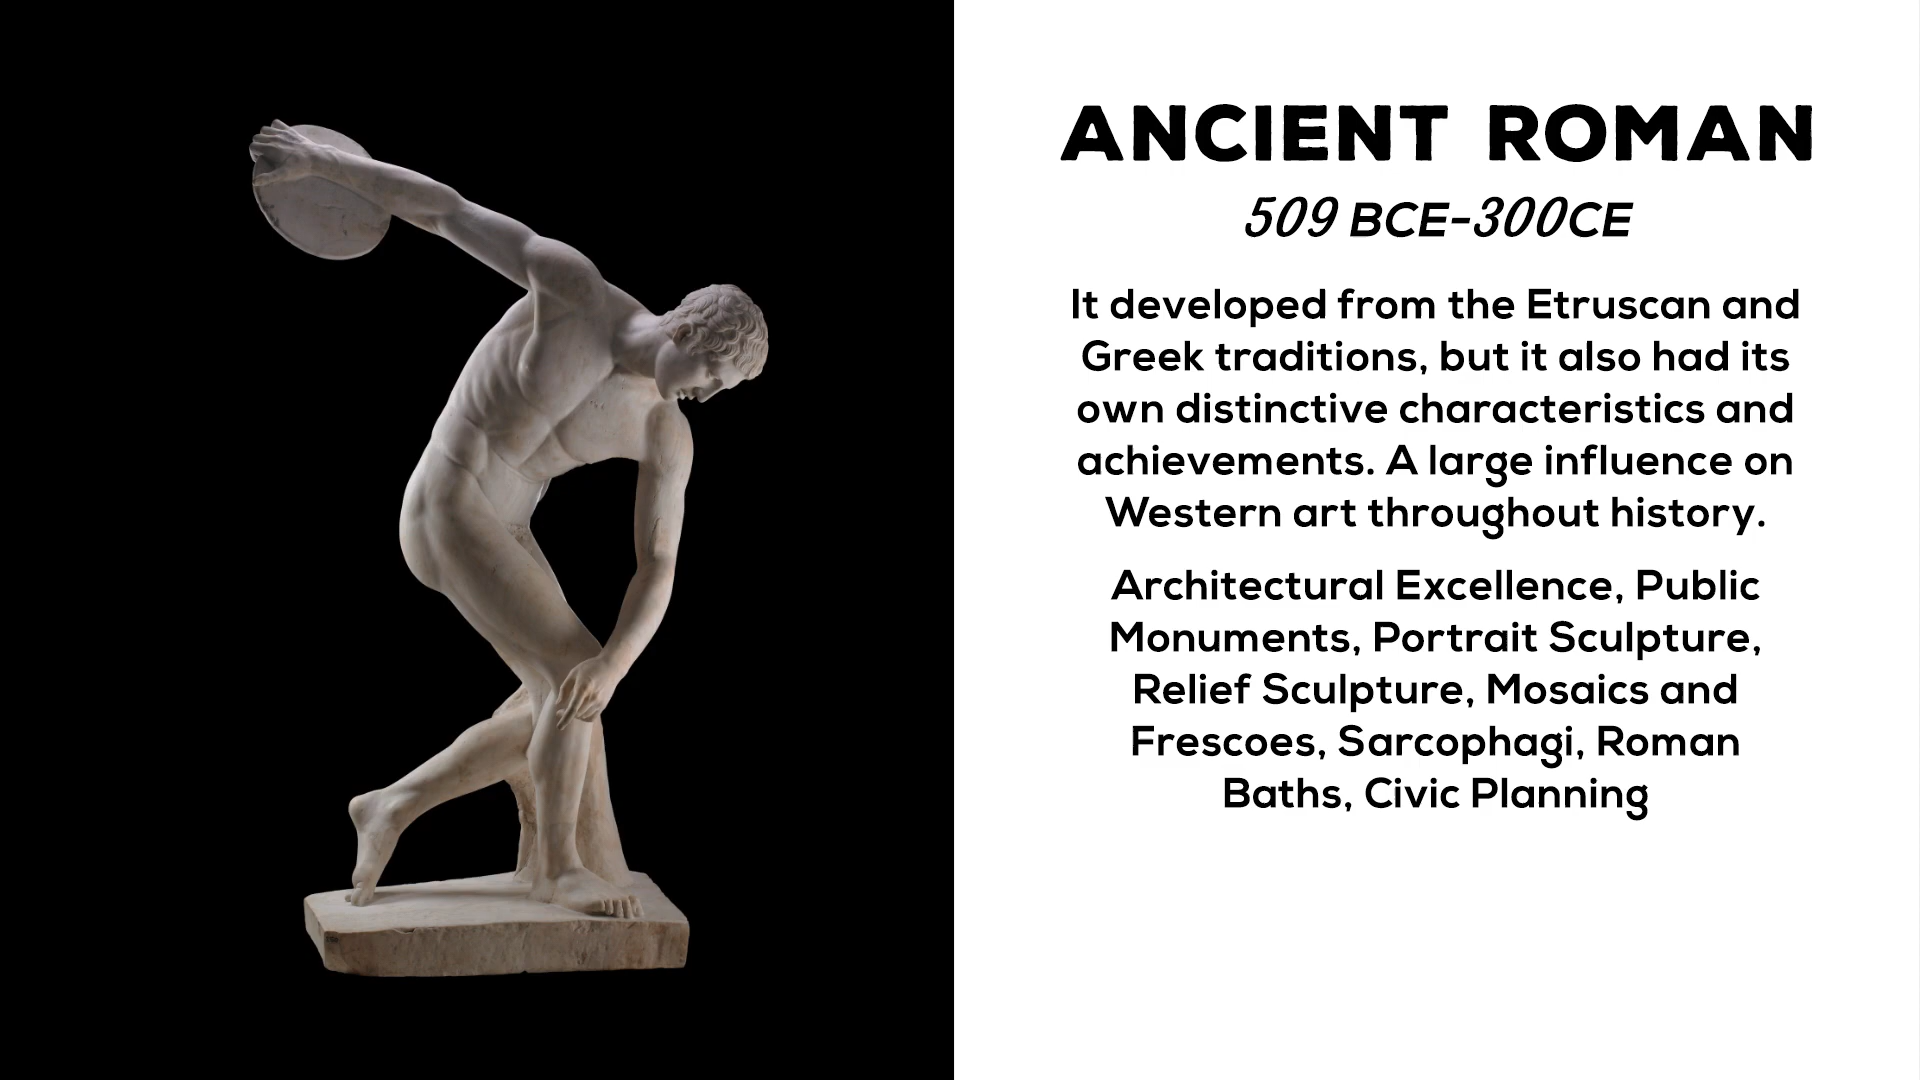 ANCIENT ROMAN
509 BCE-300CE
It developed from the Etruscan and
Greek traditions, but it also had its
own distinctive characteristics and
achievements. A large influence on
Western art throughout history.
Architectural Excellence, Public
Monuments, Portrait Sculpture,
Relief Sculpture, Mosaics and
Frescoes, Sarcophagi, Roman
Baths, Civic Planning